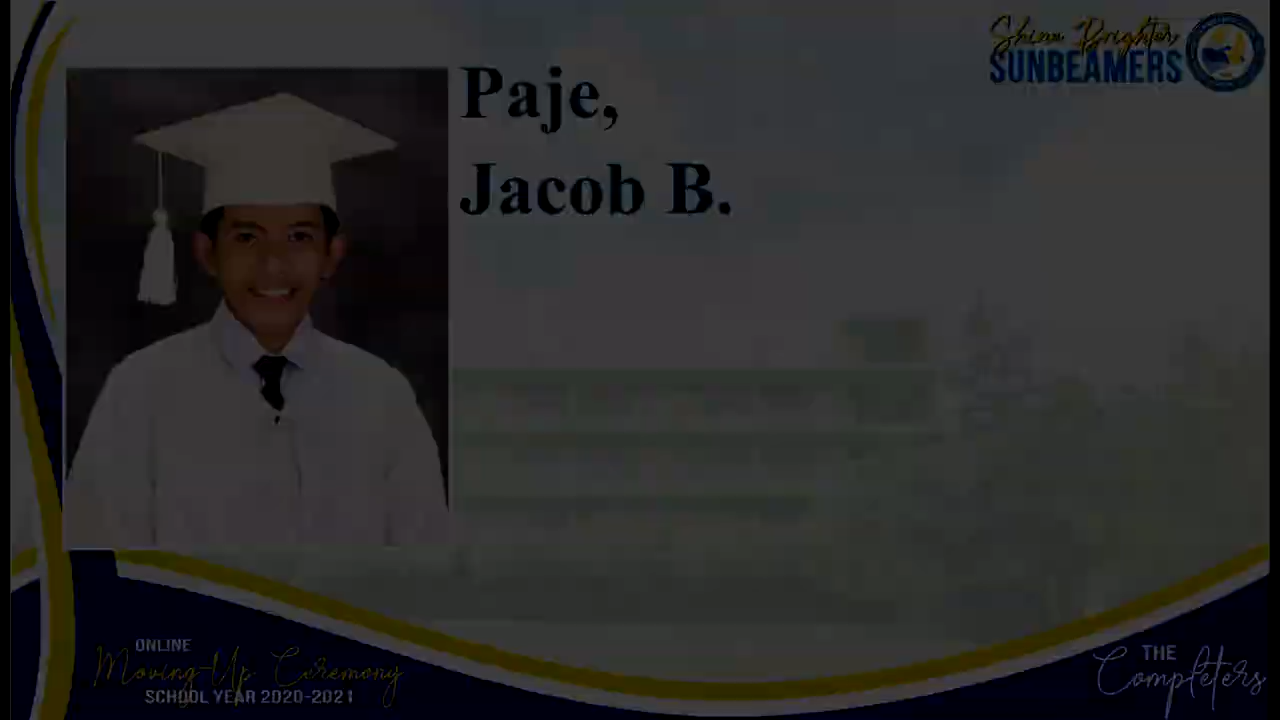 Shine Brighter
SUNBEAMERS
Paje,
Jacob B.
ONLINE
Moving-Up Ceremony
SCHOOL YEAR 2020-2021
THE
Completers